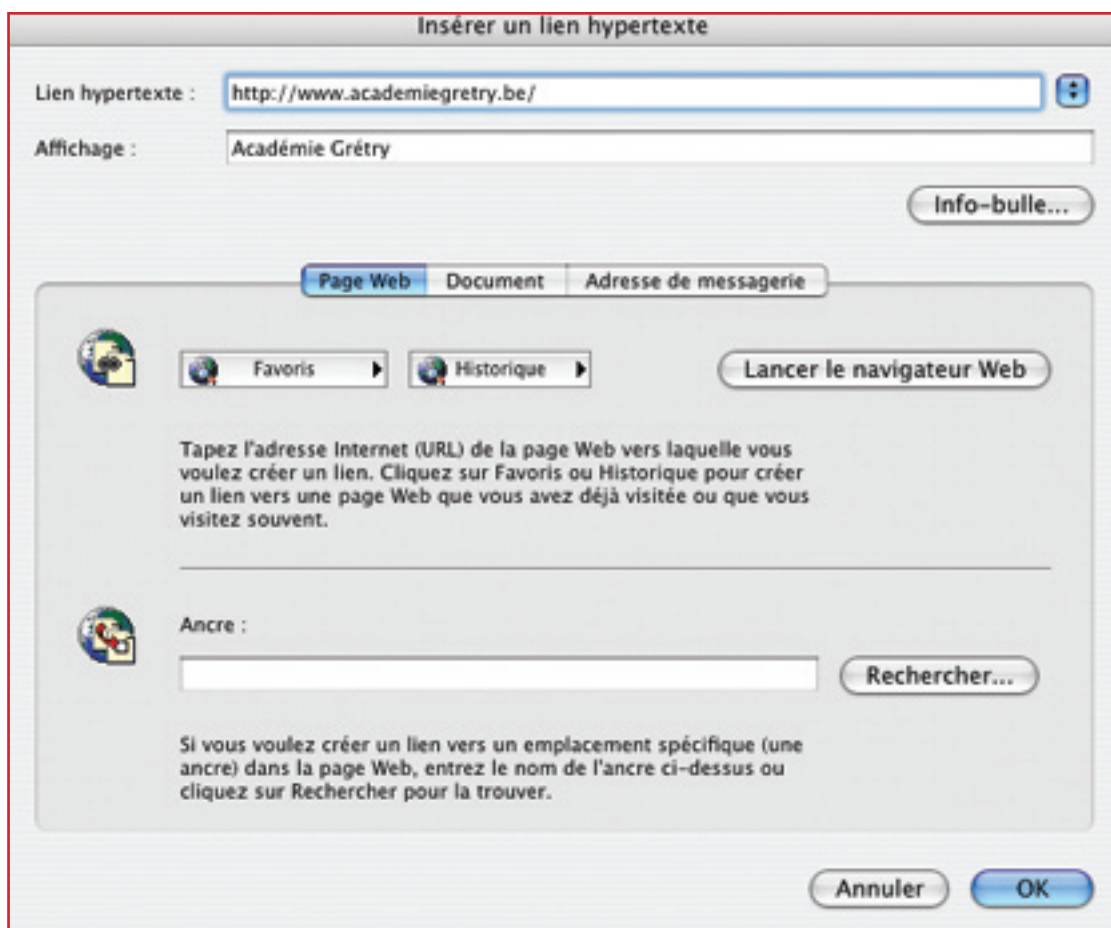 Insérer un lien hypertexte
Lien hypertexte : http://www.academiegretry.be/
Affichage : Académie Grétry
Info-bulle...
Page Web Document Adresse de messagerie
Favoris Historique Lancer le navigateur Web
Tapez l'adresse Internet (URL) de la page Web vers laquelle vous
voulez créer un lien. Cliquez sur Favoris ou Historique pour créer
un lien vers une page Web que vous avez déjà visitée ou que vous
visitez souvent.
Ancre :
Rechercher...
Si vous voulez créer un lien vers un emplacement spécifique (une
ancre) dans la page Web, entrez le nom de l'ancre ci-dessus ou
cliquez sur Rechercher pour la trouver.
Annuler OK